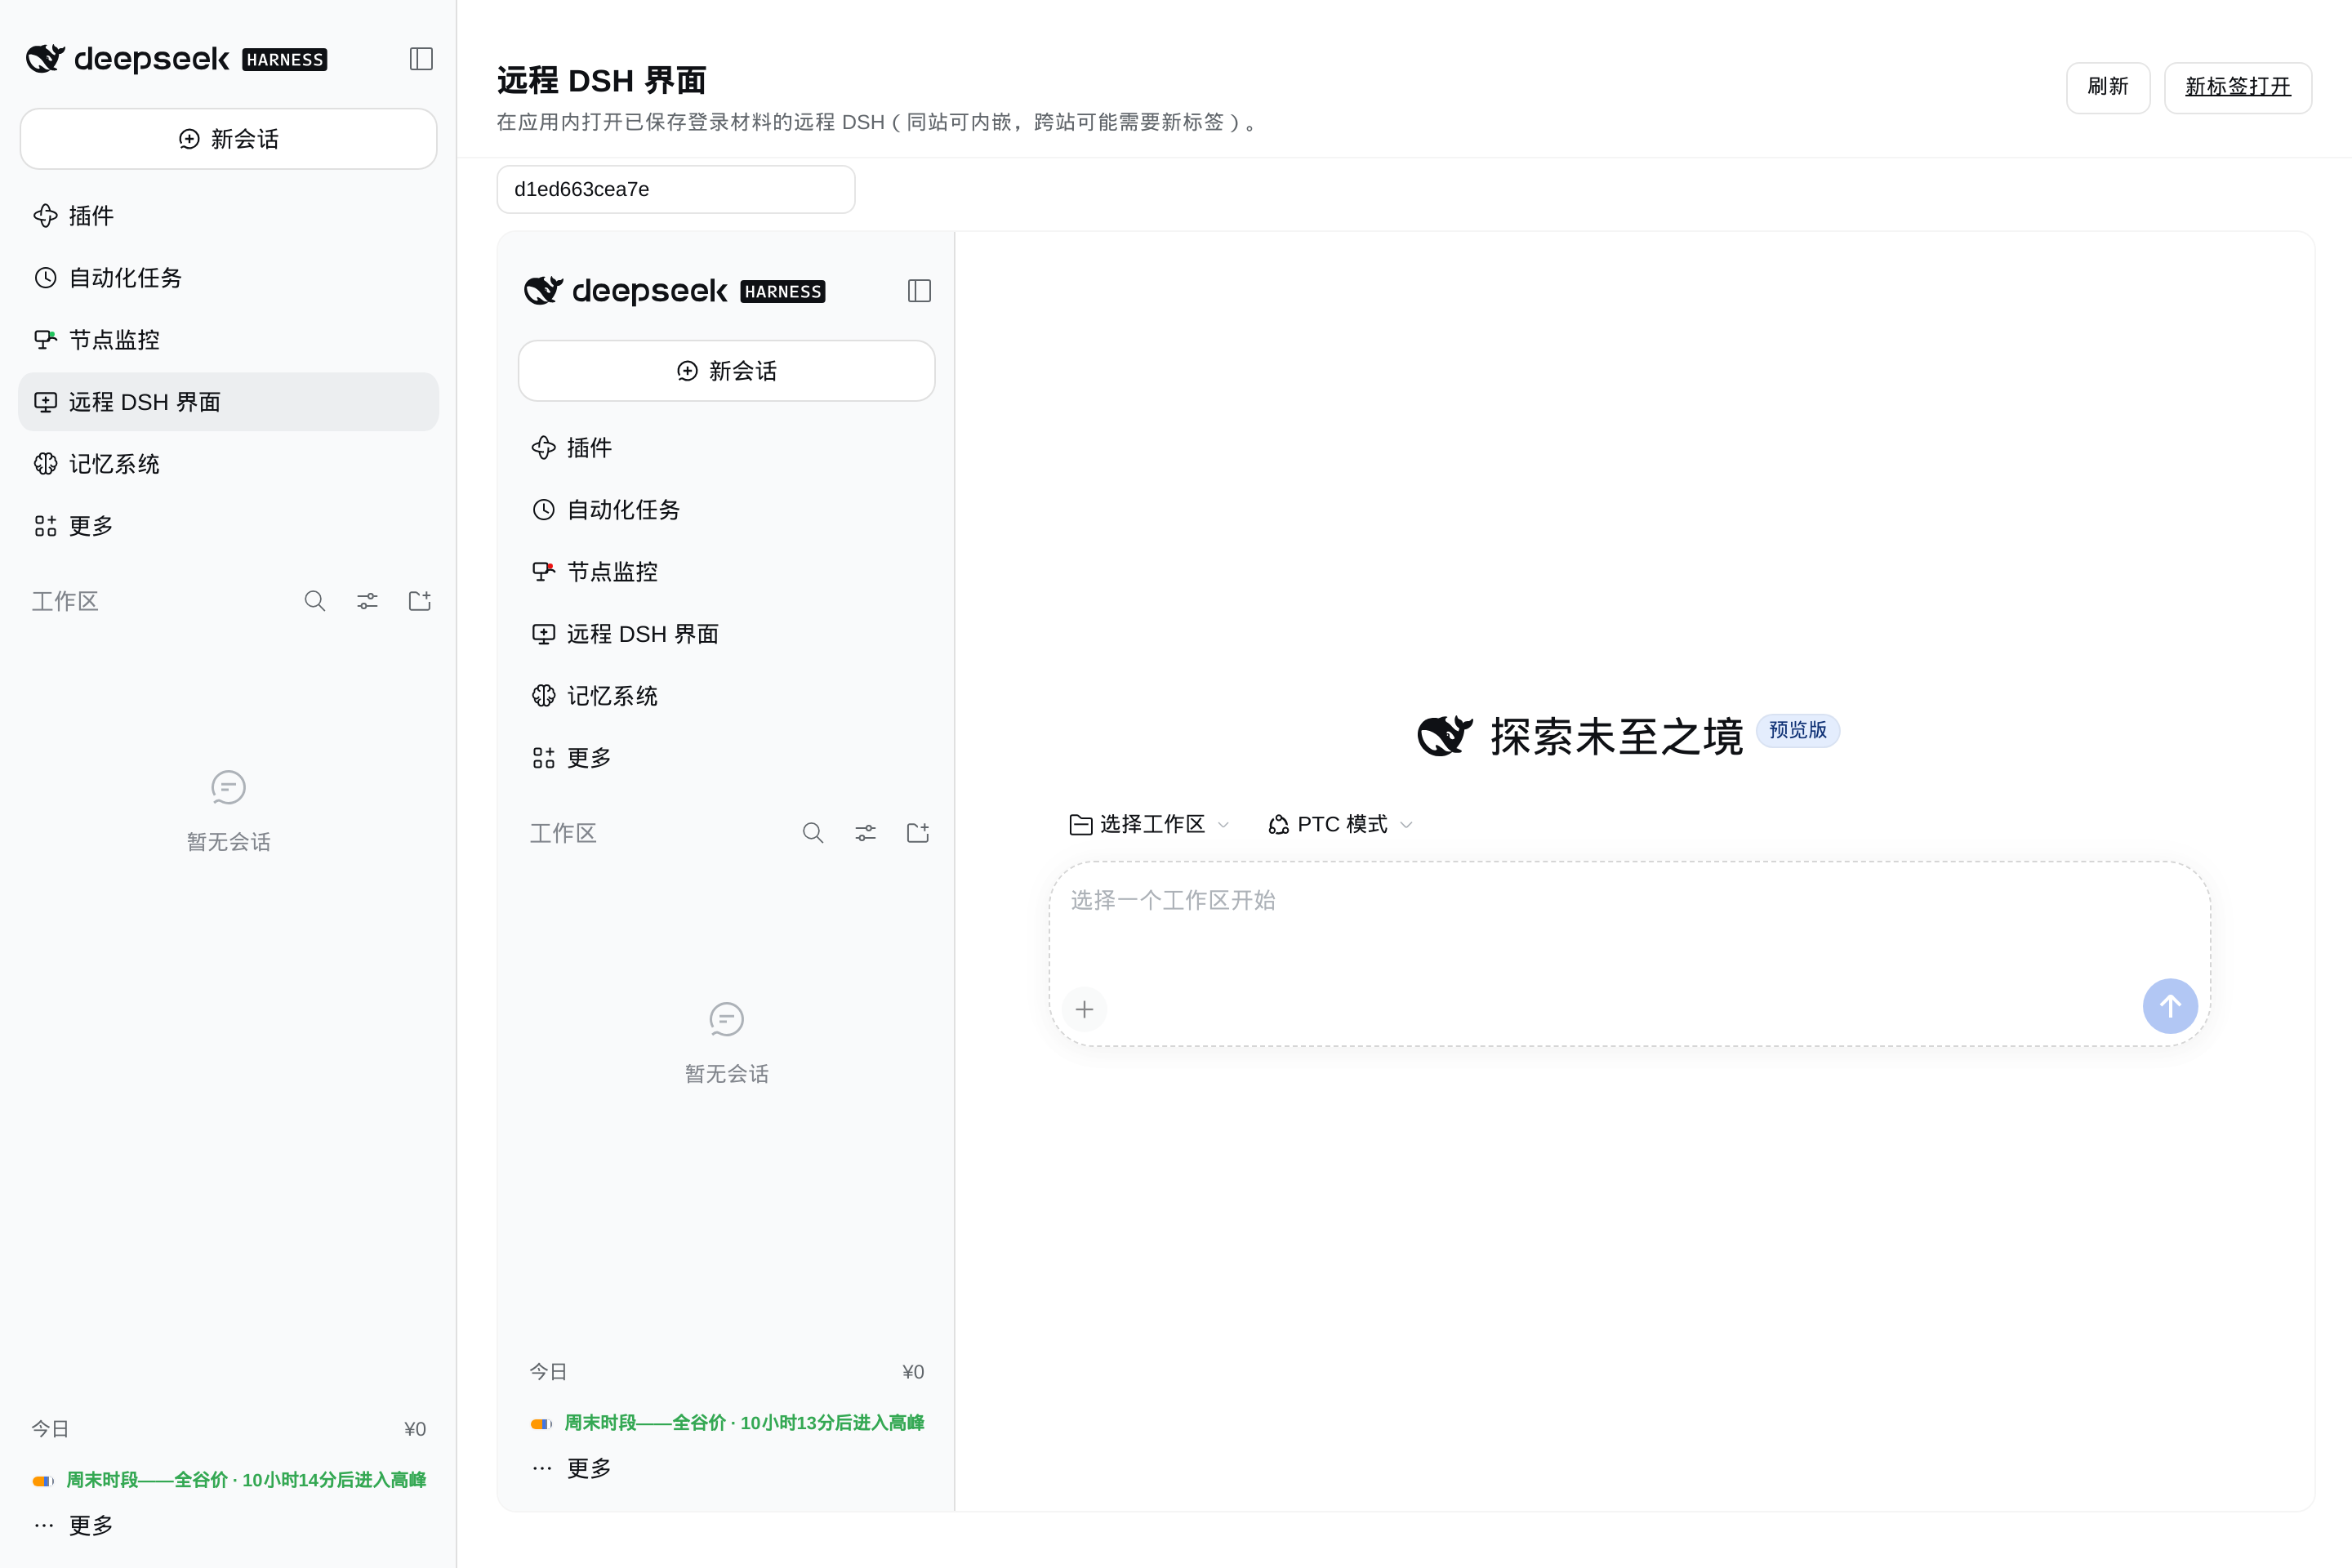 deepseek HARNESS
新会话
插件
自动化任务
节点监控
远程 DSH 界面
记忆系统
更多
工作区
暂无会话
今日 ¥0
周末时段——全谷价 · 10小时14分后进入高峰
更多
远程 DSH 界面
在应用内打开已保存登录材料的远程 DSH（同站可内嵌，跨站可能需要新标签）。
刷新
新标签打开
d1ed663cea7e
deepseek HARNESS
新会话
插件
自动化任务
节点监控
远程 DSH 界面
记忆系统
更多
工作区
暂无会话
今日 ¥0
周末时段——全谷价 · 10小时13分后进入高峰
更多
探索未至之境 预览版
选择工作区 PTC 模式
选择一个工作区开始